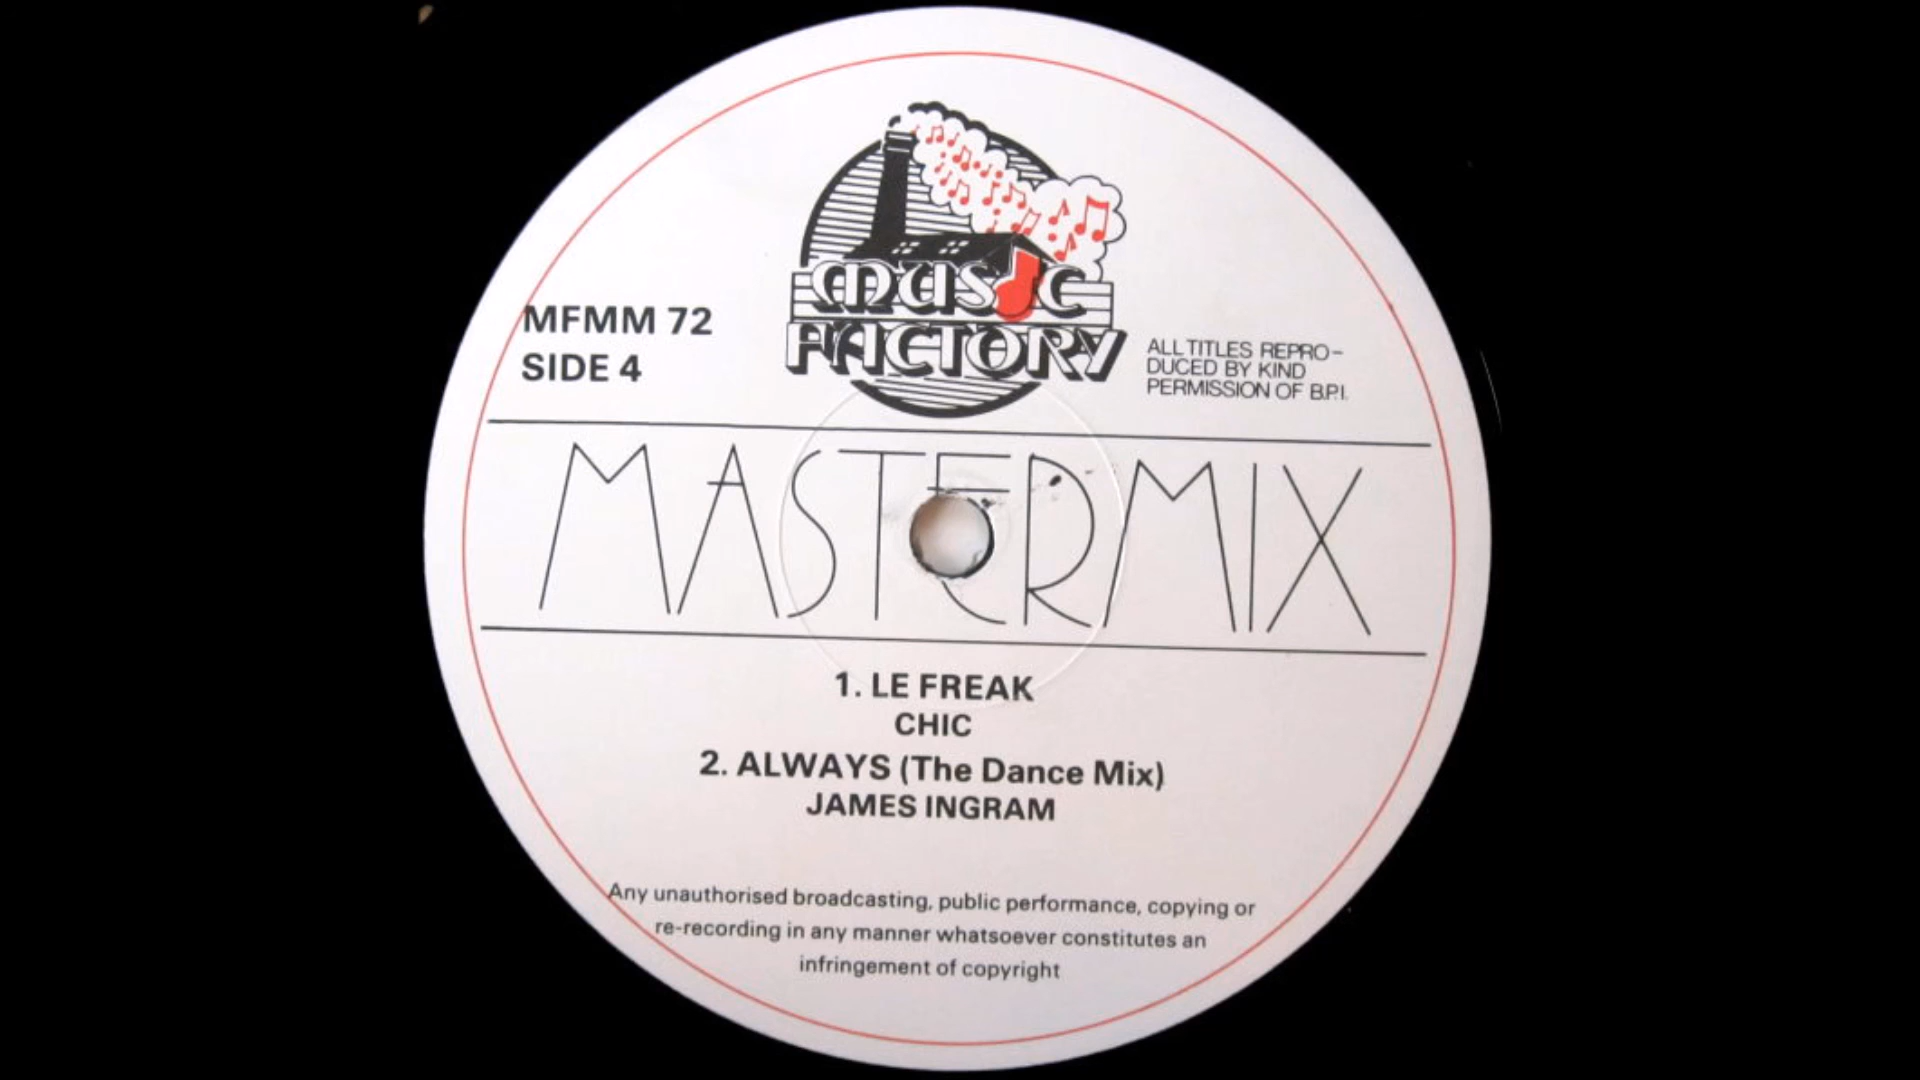 MUSIC
FACTORY
MFMM 72
SIDE 4
ALL TITLES REPRO-
DUCED BY KIND
PERMISSION OF B.P.I.
MASTERMIX
1. LE FREAK
CHIC
2. ALWAYS (The Dance Mix)
JAMES INGRAM
Any unauthorised broadcasting, public performance, copying or
re-recording in any manner whatsoever constitutes an
infringement of copyright